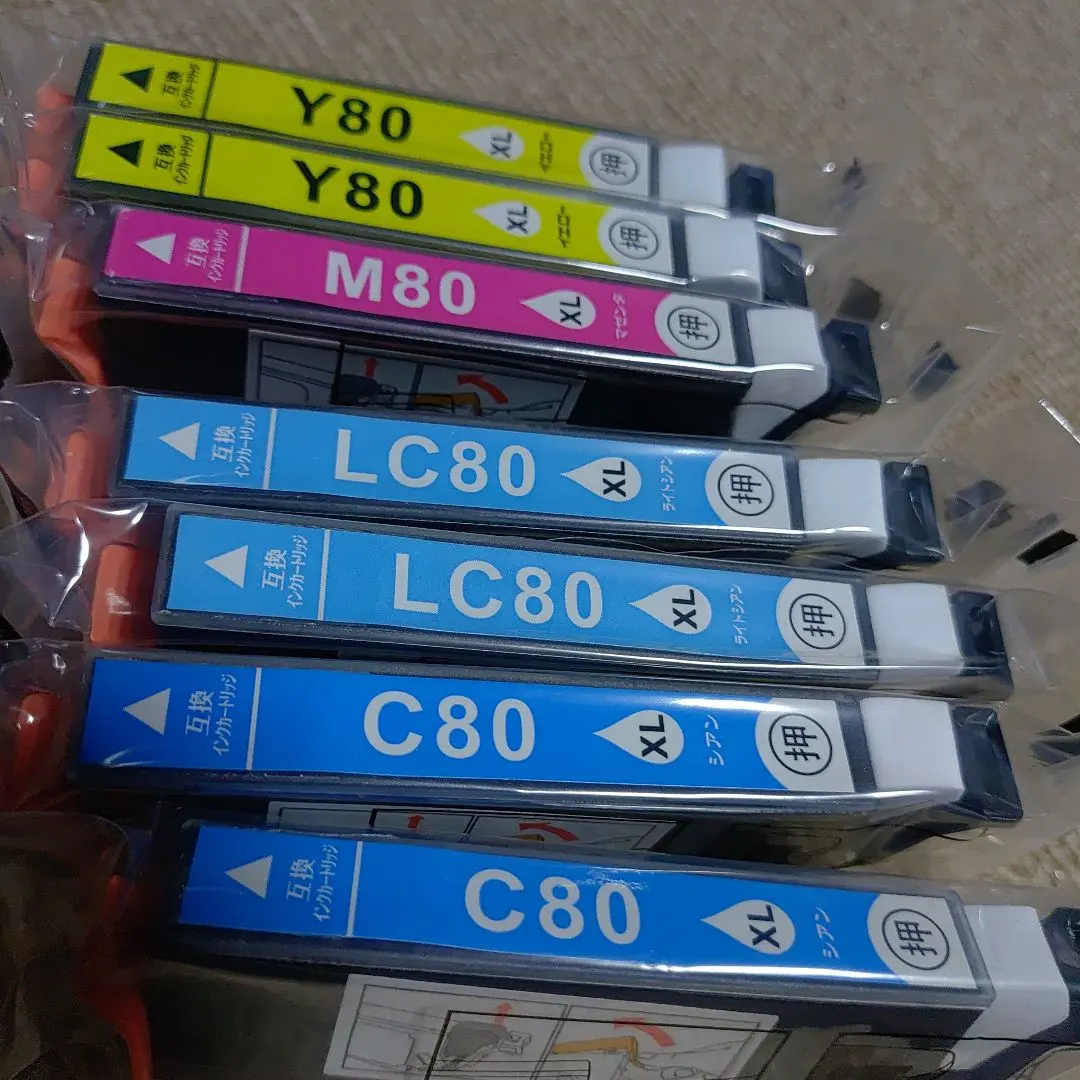 互換
インクカートリッジ
Y80
XL
イエロー
押
互換
インクカートリッジ
Y80
XL
イエロー
押
互換
インクカートリッジ
M80
XL
マゼンタ
押
互換
インクカートリッジ
LC80
XL
ライトシアン
押
互換
インクカートリッジ
LC80
XL
ライトシアン
押
互換
インクカートリッジ
C80
XL
シアン
押
互換
インクカートリッジ
C80
XL
シアン
押